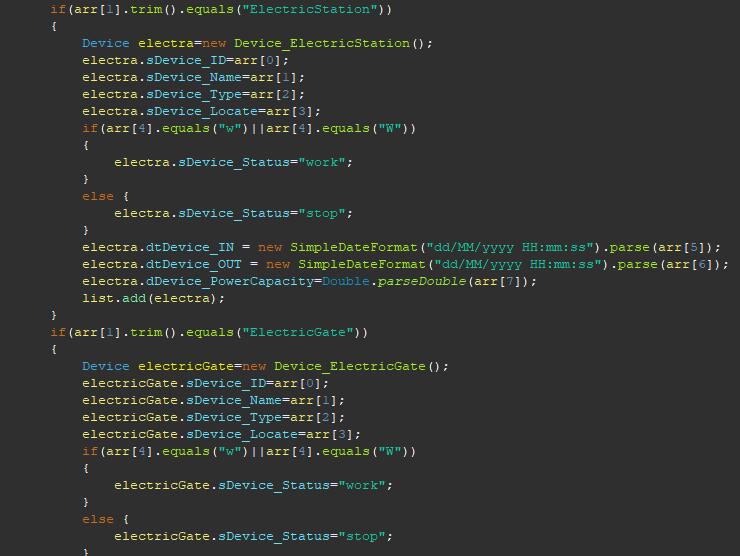 if(arr[1].trim().equals("ElectricStation"))
{
Device electra=new Device_ElectricStation();
electra.sDevice_ID=arr[0];
electra.sDevice_Name=arr[1];
electra.sDevice_Type=arr[2];
electra.sDevice_Locate=arr[3];
if(arr[4].equals("w")||arr[4].equals("W"))
{
electra.sDevice_Status="work";
}
else {
electra.sDevice_Status="stop";
}
electra.dtDevice_IN = new SimpleDateFormat("dd/MM/yyyy HH:mm:ss").parse(arr[5]);
electra.dtDevice_OUT = new SimpleDateFormat("dd/MM/yyyy HH:mm:ss").parse(arr[6]);
electra.dDevice_PowerCapacity=Double.parseDouble(arr[7]);
list.add(electra);
}
if(arr[1].trim().equals("ElectricGate"))
{
Device electricGate=new Device_ElectricGate();
electricGate.sDevice_ID=arr[0];
electricGate.sDevice_Name=arr[1];
electricGate.sDevice_Type=arr[2];
electricGate.sDevice_Locate=arr[3];
if(arr[4].equals("w")||arr[4].equals("W"))
{
electricGate.sDevice_Status="work";
}
else {
electricGate.sDevice_Status="stop";
}